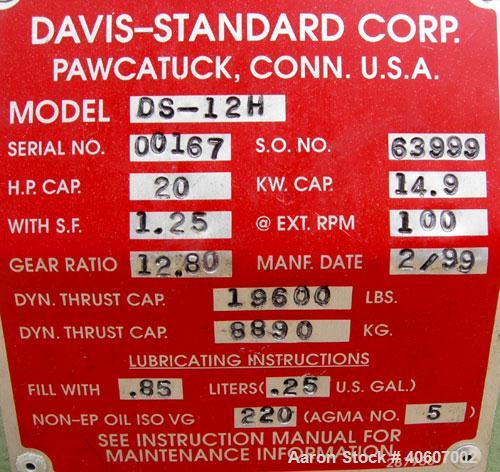 DAVIS-STANDARD CORP.
PAWCATUCK, CONN. U.S.A.
MODEL DS-12H
SERIAL NO. 00167 S.O. NO. 63999
H.P. CAP. 20 KW. CAP. 14.9
WITH S.F. 1.25 @ EXT. RPM 100
GEAR RATIO 12.80 MANF. DATE 2/99
DYN. THRUST CAP. 19600 LBS.
DYN. THRUST CAP. 8890 KG.
LUBRICATING INSTRUCTIONS
FILL WITH .85 LITERS( .25 U.S. GAL.)
NON-EP OIL ISO VG 220 (AGMA NO. 5 )
SEE INSTRUCTION MANUAL FOR
MAINTENANCE INFORMATION.
Aaron Stock # 40607002